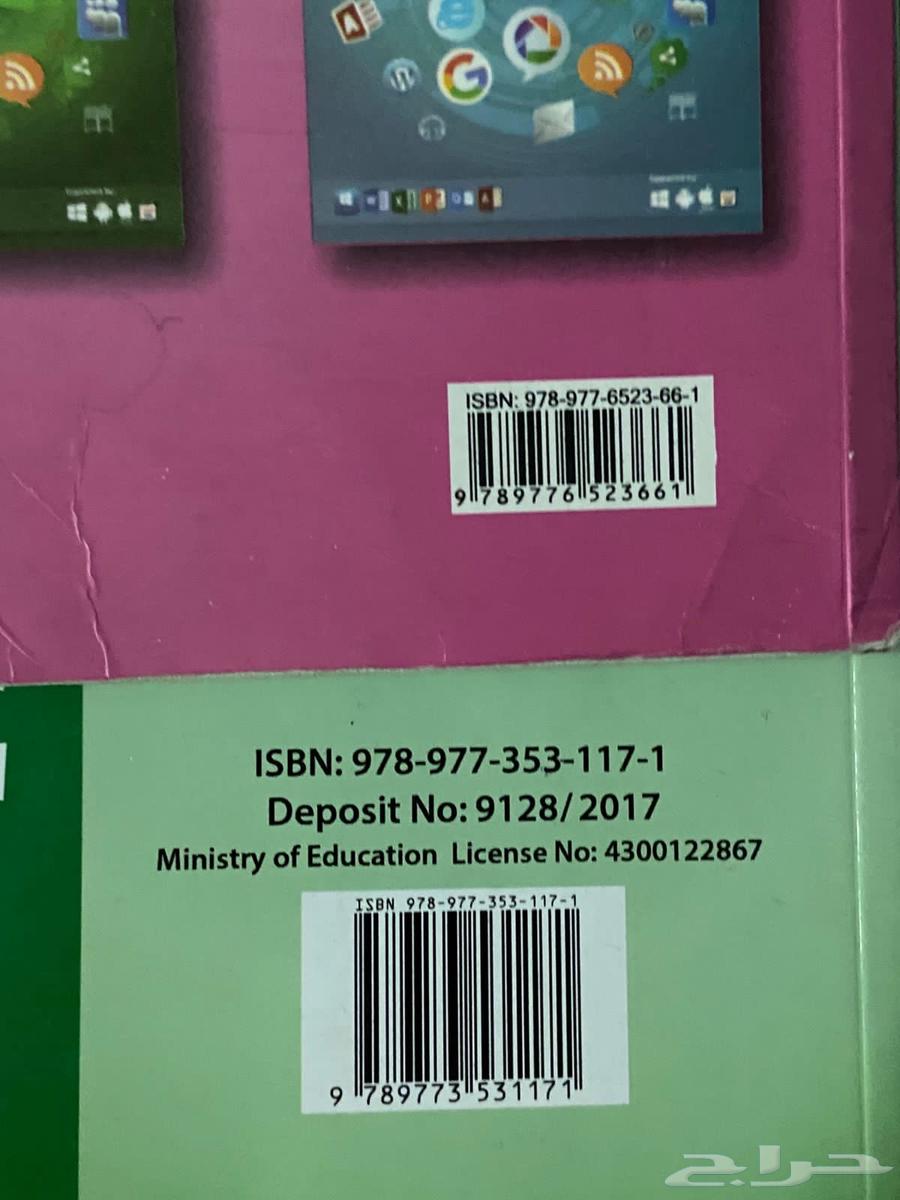 ISBN: 978-977-6523-66-1
9 789776 523661
ISBN: 978-977-353-117-1
Deposit No: 9128/2017
Ministry of Education License No: 4300122867
ISBN 978-977-353-117-1
9 789773 531171
حراج